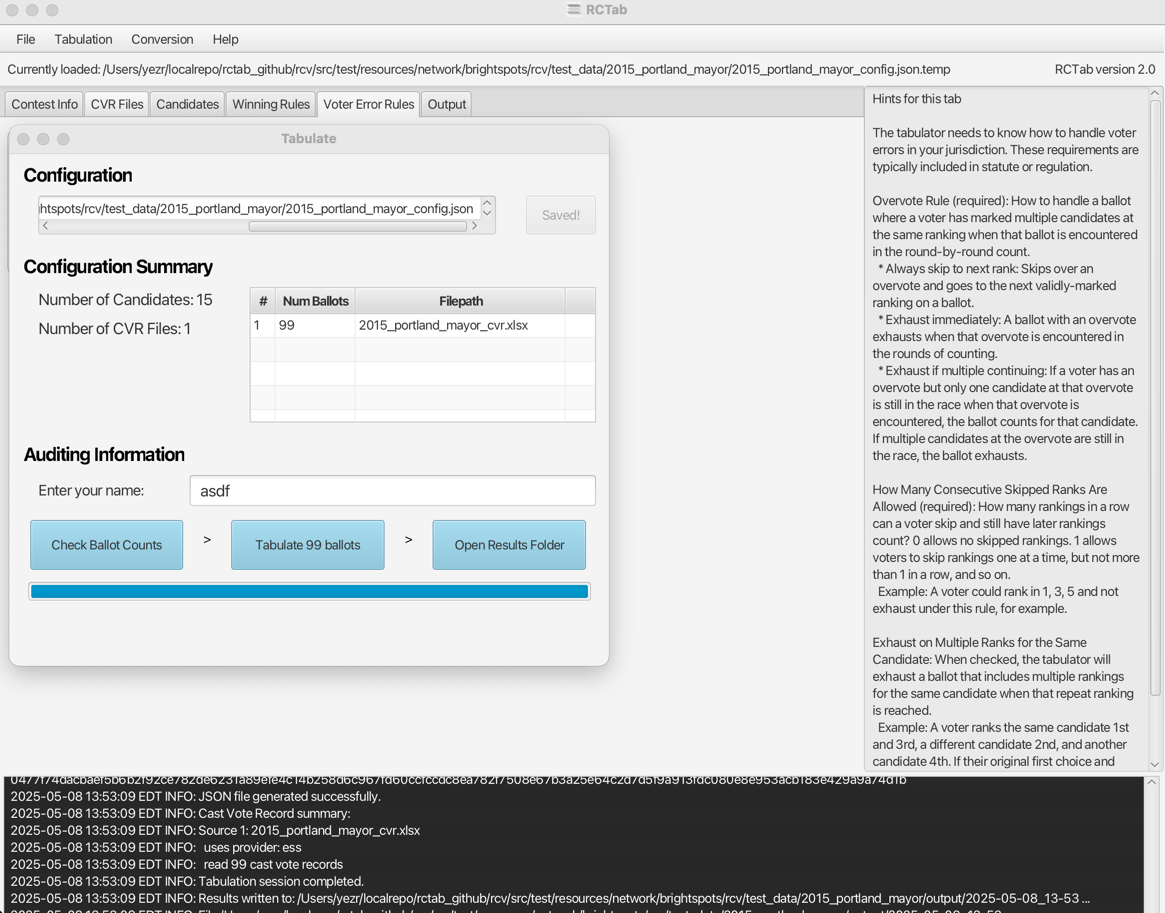 RCTab
File Tabulation Conversion Help
Currently loaded: /Users/yezr/localrepo/rctab_github/rcv/src/test/resources/network/brightspots/rcv/test_data/2015_portland_mayor/2015_portland_mayor_config.json.temp RCTab version 2.0
Contest Info CVR Files Candidates Winning Rules Voter Error Rules Output
Tabulate
Configuration
htspots/rcv/test_data/2015_portland_mayor/2015_portland_mayor_config.json
Saved!
Configuration Summary
Number of Candidates: 15
Number of CVR Files: 1
# Num Ballots Filepath
1 99 2015_portland_mayor_cvr.xlsx
Auditing Information
Enter your name: asdf
Check Ballot Counts > Tabulate 99 ballots > Open Results Folder
Hints for this tab
The tabulator needs to know how to handle voter
errors in your jurisdiction. These requirements are
typically included in statute or regulation.
Overvote Rule (required): How to handle a ballot
where a voter has marked multiple candidates at
the same ranking when that ballot is encountered
in the round-by-round count.
* Always skip to next rank: Skips over an
overvote and goes to the next validly-marked
ranking on a ballot.
* Exhaust immediately: A ballot with an overvote
exhausts when that overvote is encountered in
the rounds of counting.
* Exhaust if multiple continuing: If a voter has an
overvote but only one candidate at that overvote
is still in the race when that overvote is
encountered, the ballot counts for that candidate.
If multiple candidates at the overvote are still in
the race, the ballot exhausts.
How Many Consecutive Skipped Ranks Are
Allowed (required): How many rankings in a row
can a voter skip and still have later rankings
count? 0 allows no skipped rankings. 1 allows
voters to skip rankings one at a time, but not more
than 1 in a row, and so on.
Example: A voter could rank in 1, 3, 5 and not
exhaust under this rule, for example.
Exhaust on Multiple Ranks for the Same
Candidate: When checked, the tabulator will
exhaust a ballot that includes multiple rankings
for the same candidate when that repeat ranking
is reached.
Example: A voter ranks the same candidate 1st
and 3rd, a different candidate 2nd, and another
candidate 4th. If their original first choice and
2025-05-08 13:53:09 EDT INFO: JSON file generated successfully.
2025-05-08 13:53:09 EDT INFO: Cast Vote Record summary:
2025-05-08 13:53:09 EDT INFO: Source 1: 2015_portland_mayor_cvr.xlsx
2025-05-08 13:53:09 EDT INFO: uses provider: ess
2025-05-08 13:53:09 EDT INFO: read 99 cast vote records
2025-05-08 13:53:09 EDT INFO: Tabulation session completed.
2025-05-08 13:53:09 EDT INFO: Results written to: /Users/yezr/localrepo/rctab_github/rcv/src/test/resources/network/brightspots/rcv/test_data/2015_portland_mayor/output/2025-05-08_13-53 ...